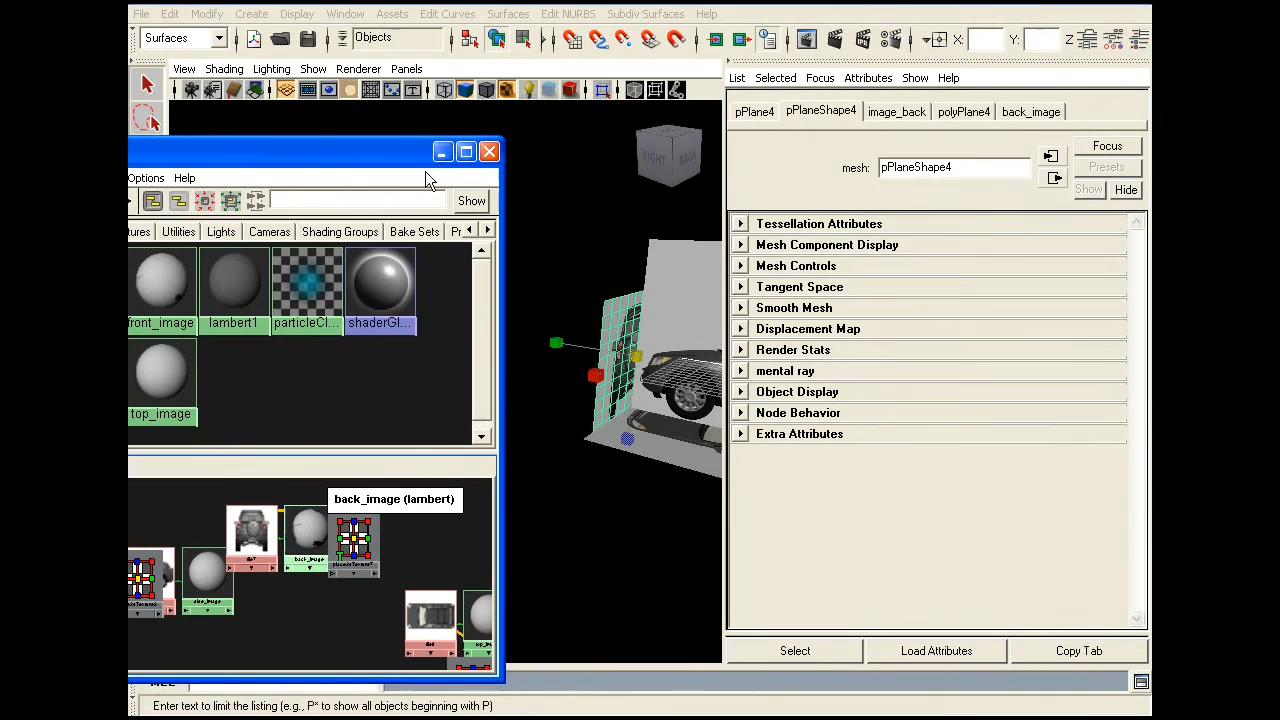 File Edit Modify Create Display Window Assets Edit Curves Surfaces Edit NURBS Subdiv Surfaces Help
Surfaces Objects X: Y: Z
View Shading Lighting Show Renderer Panels
List Selected Focus Attributes Show Help
pPlane4 pPlaneShape4 image_back polyPlane4 back_image
RIGHT BACK
mesh: pPlaneShape4
Focus
Presets
Show Hide
Options Help
Show
tures Utilities Lights Cameras Shading Groups Bake Sets Pr
front_image lambert1 particleCl... shaderGl...
top_image
back_image (lambert)
back_image
side_image
Tessellation Attributes
Mesh Component Display
Mesh Controls
Tangent Space
Smooth Mesh
Displacement Map
Render Stats
mental ray
Object Display
Node Behavior
Extra Attributes
Select Load Attributes Copy Tab
Enter text to limit the listing (e.g., P* to show all objects beginning with P)